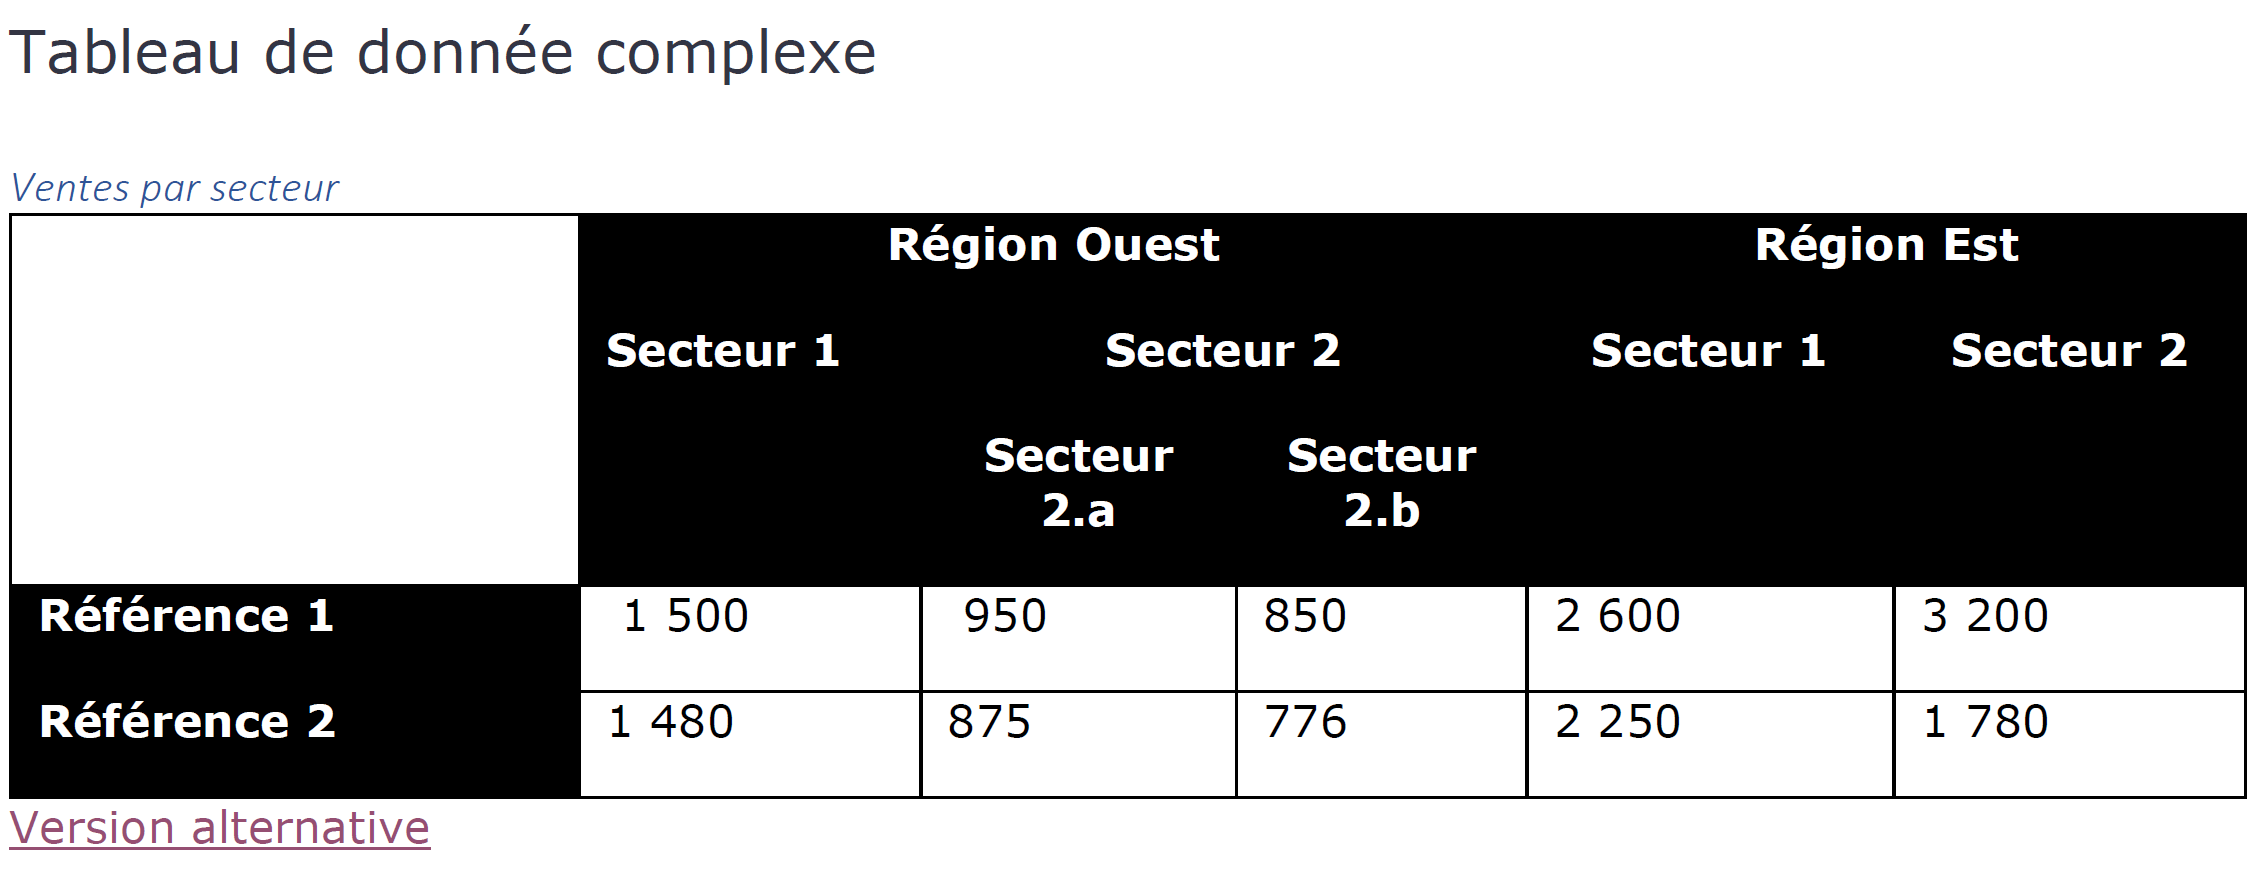 Tableau de donnée complexe
Ventes par secteur
Région Ouest Région Est
Secteur 1 Secteur 2 Secteur 1 Secteur 2
Secteur 2.a Secteur 2.b
Référence 1 1 500 950 850 2 600 3 200
Référence 2 1 480 875 776 2 250 1 780
Version alternative